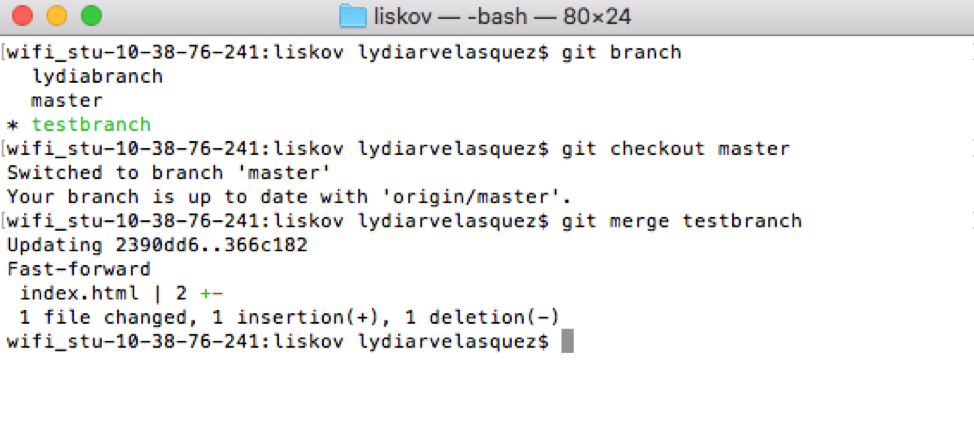 liskov — -bash — 80×24
[wifi_stu-10-38-76-241:liskov lydiarvelasquez$ git branch
  lydiabranch
  master
* testbranch
[wifi_stu-10-38-76-241:liskov lydiarvelasquez$ git checkout master
Switched to branch 'master'
Your branch is up to date with 'origin/master'.
[wifi_stu-10-38-76-241:liskov lydiarvelasquez$ git merge testbranch
Updating 2390dd6..366c182
Fast-forward
 index.html | 2 +-
 1 file changed, 1 insertion(+), 1 deletion(-)
wifi_stu-10-38-76-241:liskov lydiarvelasquez$